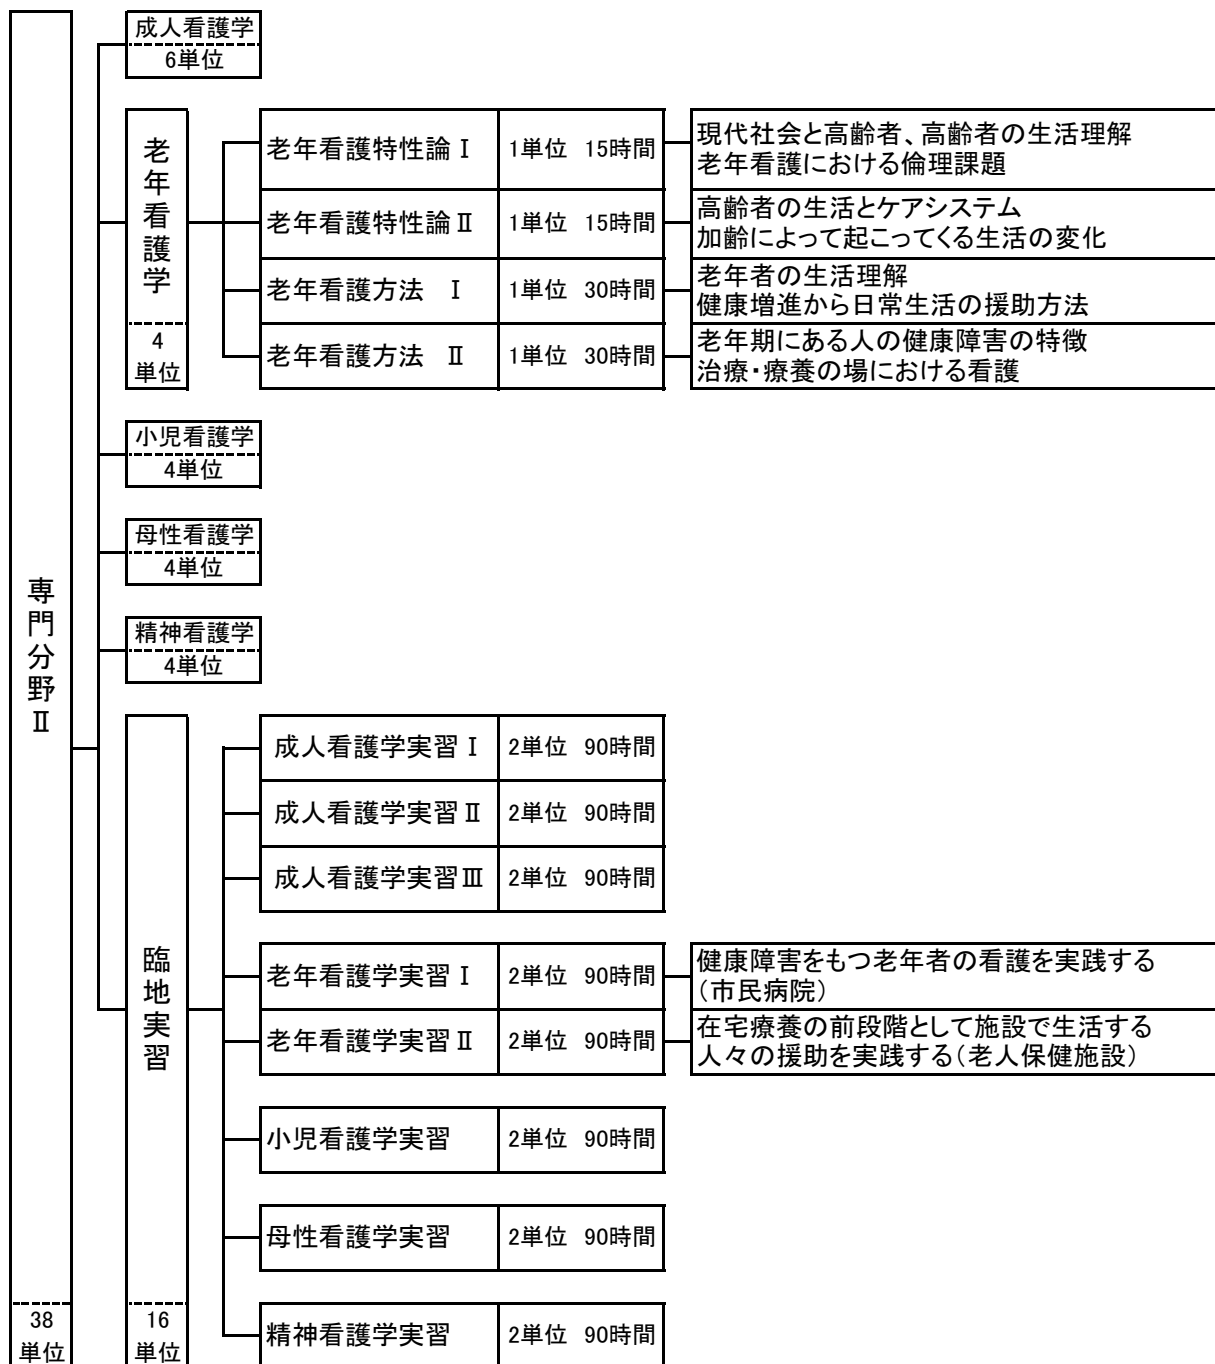 専門分野Ⅱ
38
単位
成人看護学
6単位
老年看護学
4
単位
老年看護特性論Ⅰ 1単位 15時間
現代社会と高齢者、高齢者の生活理解
老年看護における倫理課題
老年看護特性論Ⅱ 1単位 15時間
高齢者の生活とケアシステム
加齢によって起こってくる生活の変化
老年看護方法 Ⅰ 1単位 30時間
老年者の生活理解
健康増進から日常生活の援助方法
老年看護方法 Ⅱ 1単位 30時間
老年期にある人の健康障害の特徴
治療・療養の場における看護
小児看護学
4単位
母性看護学
4単位
精神看護学
4単位
臨地実習
16
単位
成人看護学実習Ⅰ 2単位 90時間
成人看護学実習Ⅱ 2単位 90時間
成人看護学実習Ⅲ 2単位 90時間
老年看護学実習Ⅰ 2単位 90時間
健康障害をもつ老年者の看護を実践する
(市民病院)
老年看護学実習Ⅱ 2単位 90時間
在宅療養の前段階として施設で生活する
人々の援助を実践する(老人保健施設)
小児看護学実習 2単位 90時間
母性看護学実習 2単位 90時間
精神看護学実習 2単位 90時間